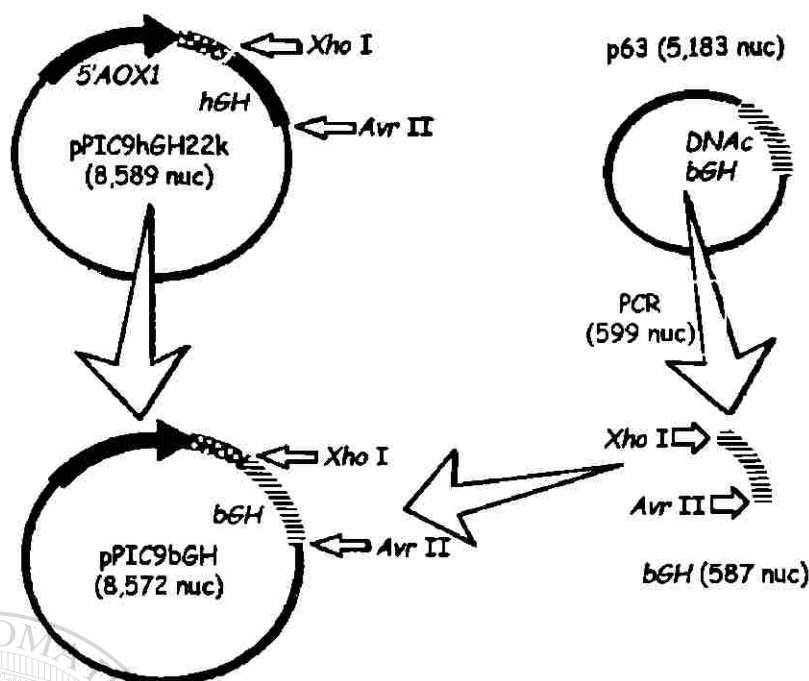 Xho I
5'AOX1
hGH
Avr II
pPIC9hGH22k
(8,589 nuc)
p63 (5,183 nuc)
DNAc
bGH
PCR
(599 nuc)
Xho I
Avr II
bGH (587 nuc)
Xho I
bGH
Avr II
pPIC9bGH
(8,572 nuc)
OMA